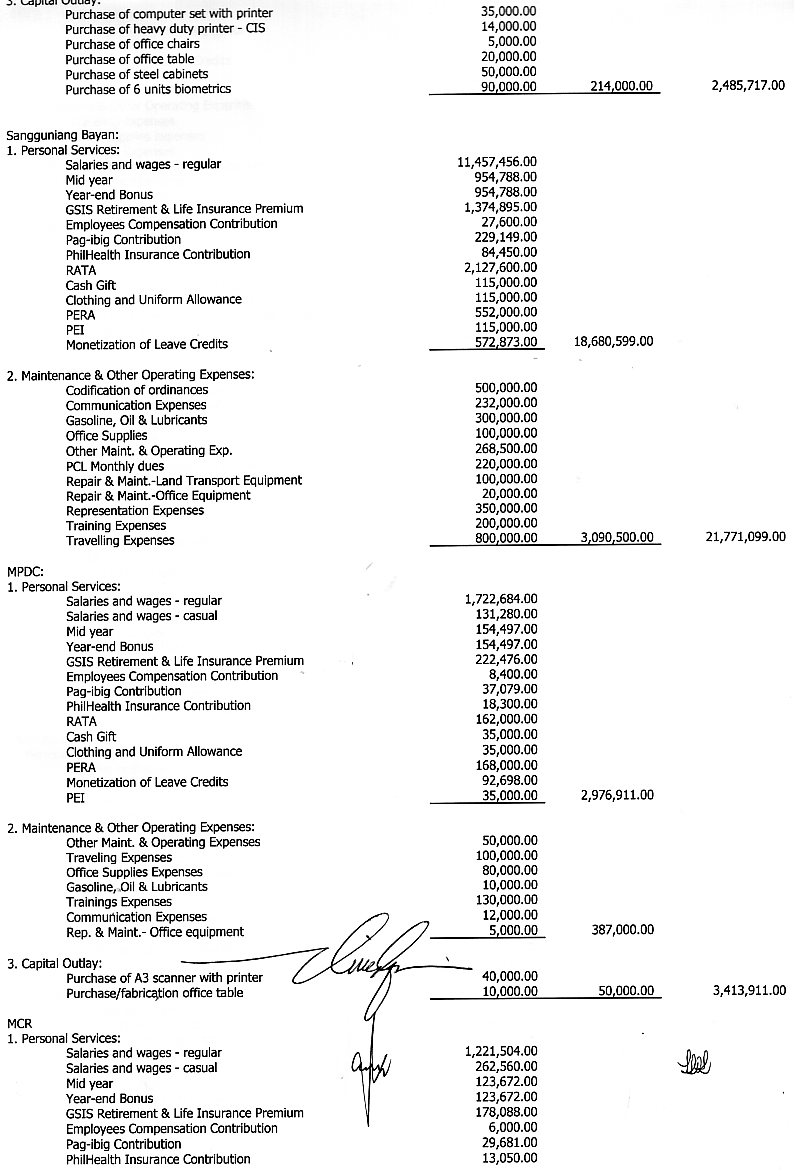 3. Capital Outlay:
Purchase of computer set with printer 35,000.00
Purchase of heavy duty printer - CIS 14,000.00
Purchase of office chairs 5,000.00
Purchase of office table 20,000.00
Purchase of steel cabinets 50,000.00
Purchase of 6 units biometrics 90,000.00 214,000.00 2,485,717.00
Sangguniang Bayan:
1. Personal Services:
Salaries and wages - regular 11,457,456.00
Mid year 954,788.00
Year-end Bonus 954,788.00
GSIS Retirement & Life Insurance Premium 1,374,895.00
Employees Compensation Contribution 27,600.00
Pag-ibig Contribution 229,149.00
PhilHealth Insurance Contribution 84,450.00
RATA 2,127,600.00
Cash Gift 115,000.00
Clothing and Uniform Allowance 115,000.00
PERA 552,000.00
PEI 115,000.00
Monetization of Leave Credits 572,873.00 18,680,599.00
2. Maintenance & Other Operating Expenses:
Codification of ordinances 500,000.00
Communication Expenses 232,000.00
Gasoline, Oil & Lubricants 300,000.00
Office Supplies 100,000.00
Other Maint. & Operating Exp. 268,500.00
PCL Monthly dues 220,000.00
Repair & Maint.-Land Transport Equipment 100,000.00
Repair & Maint.-Office Equipment 20,000.00
Representation Expenses 350,000.00
Training Expenses 200,000.00
Travelling Expenses 800,000.00 3,090,500.00 21,771,099.00
MPDC:
1. Personal Services:
Salaries and wages - regular 1,722,684.00
Salaries and wages - casual 131,280.00
Mid year 154,497.00
Year-end Bonus 154,497.00
GSIS Retirement & Life Insurance Premium 222,476.00
Employees Compensation Contribution 8,400.00
Pag-ibig Contribution 37,079.00
PhilHealth Insurance Contribution 18,300.00
RATA 162,000.00
Cash Gift 35,000.00
Clothing and Uniform Allowance 35,000.00
PERA 168,000.00
Monetization of Leave Credits 92,698.00
PEI 35,000.00 2,976,911.00
2. Maintenance & Other Operating Expenses:
Other Maint. & Operating Expenses 50,000.00
Traveling Expenses 100,000.00
Office Supplies Expenses 80,000.00
Gasoline, Oil & Lubricants 10,000.00
Trainings Expenses 130,000.00
Communication Expenses 12,000.00
Rep. & Maint.- Office equipment 5,000.00 387,000.00
3. Capital Outlay:
Purchase of A3 scanner with printer 40,000.00
Purchase/fabrication office table 10,000.00 50,000.00 3,413,911.00
MCR
1. Personal Services:
Salaries and wages - regular 1,221,504.00
Salaries and wages - casual 262,560.00
Mid year 123,672.00
Year-end Bonus 123,672.00
GSIS Retirement & Life Insurance Premium 178,088.00
Employees Compensation Contribution 6,000.00
Pag-ibig Contribution 29,681.00
PhilHealth Insurance Contribution 13,050.00